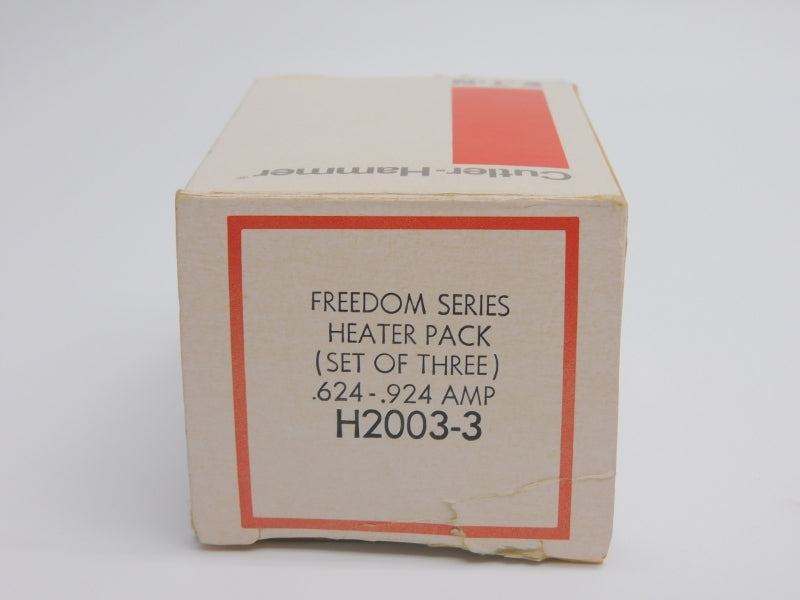 Cutler-Hammer®
FREEDOM SERIES
HEATER PACK
(SET OF THREE)
.624-.924 AMP
H2003-3